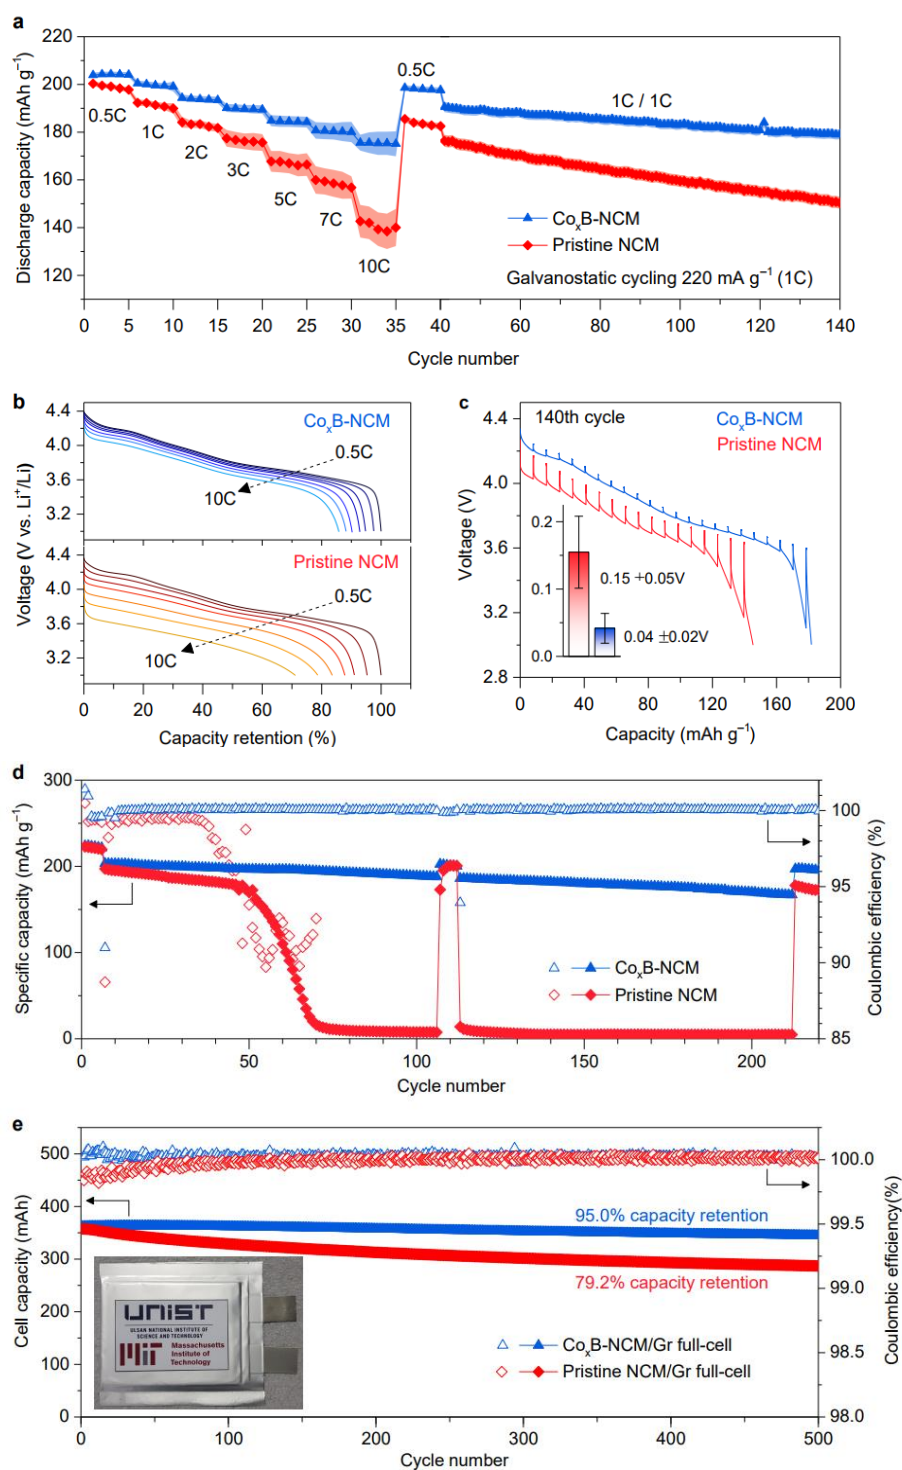 a
220
200
180
160
140
120
Discharge capacity (mAh g⁻¹)
0.5C
1C
2C
3C
5C
7C
10C
0.5C
1C / 1C
CoₓB-NCM
Pristine NCM
Galvanostatic cycling 220 mA g⁻¹ (1C)
0 5 10 15 20 25 30 35 40 60 80 100 120 140
Cycle number
b
4.4
4.0
3.6
3.2
4.4
4.0
3.6
3.2
Voltage (V vs. Li⁺/Li)
CoₓB-NCM
0.5C
10C
Pristine NCM
0.5C
10C
0 20 40 60 80 100
Capacity retention (%)
c
4.4
4.0
3.6
3.2
2.8
Voltage (V)
140th cycle
CoₓB-NCM
Pristine NCM
0.2
0.1
0.0
0.15 ±0.05V
0.04 ±0.02V
0 40 80 120 160 200
Capacity (mAh g⁻¹)
d
300
200
100
0
Specific capacity (mAh g⁻¹)
100
95
90
85
Coulombic efficiency (%)
CoₓB-NCM
Pristine NCM
0 50 100 150 200
Cycle number
e
500
400
300
200
100
0
Cell capacity (mAh)
100.0
99.5
99.0
98.5
98.0
Coulombic efficiency(%)
95.0% capacity retention
79.2% capacity retention
UNIST
ULSAN NATIONAL INSTITUTE OF
SCIENCE AND TECHNOLOGY
MIT
Massachusetts
Institute of
Technology
CoₓB-NCM/Gr full-cell
Pristine NCM/Gr full-cell
0 100 200 300 400 500
Cycle number